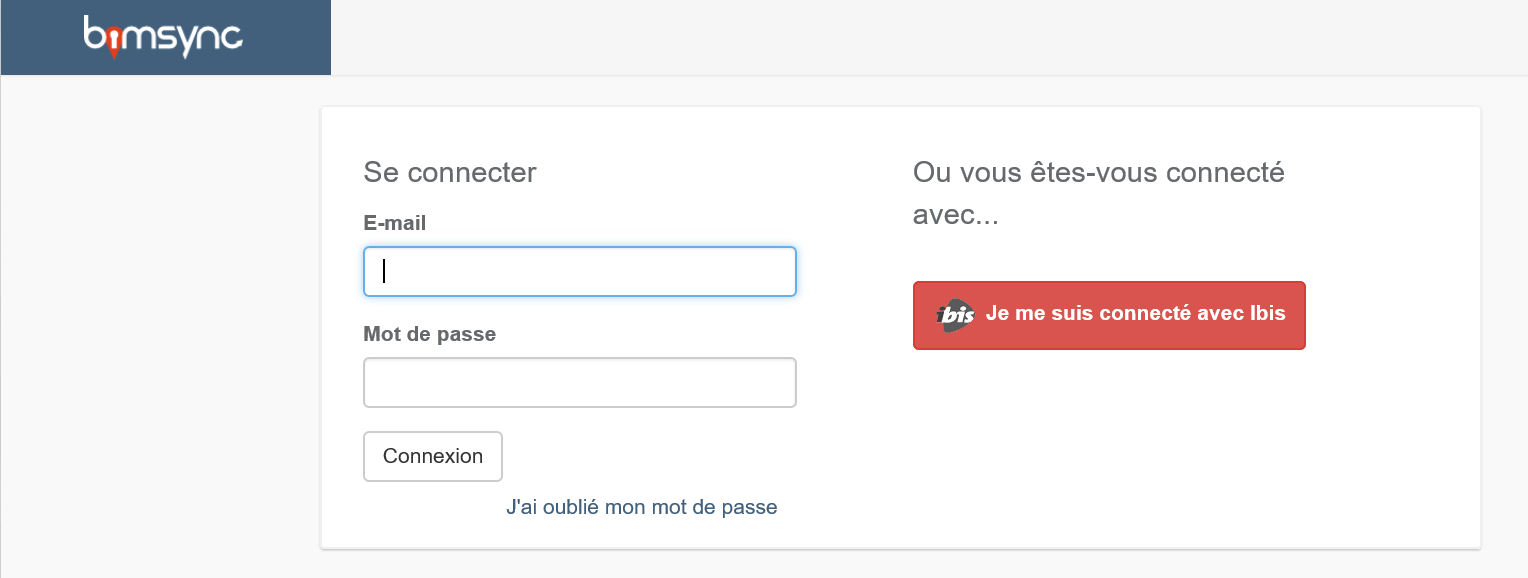 bimsync
Se connecter
E-mail
Mot de passe
Connexion
J'ai oublié mon mot de passe
Ou vous êtes-vous connecté
avec...
ibis Je me suis connecté avec Ibis